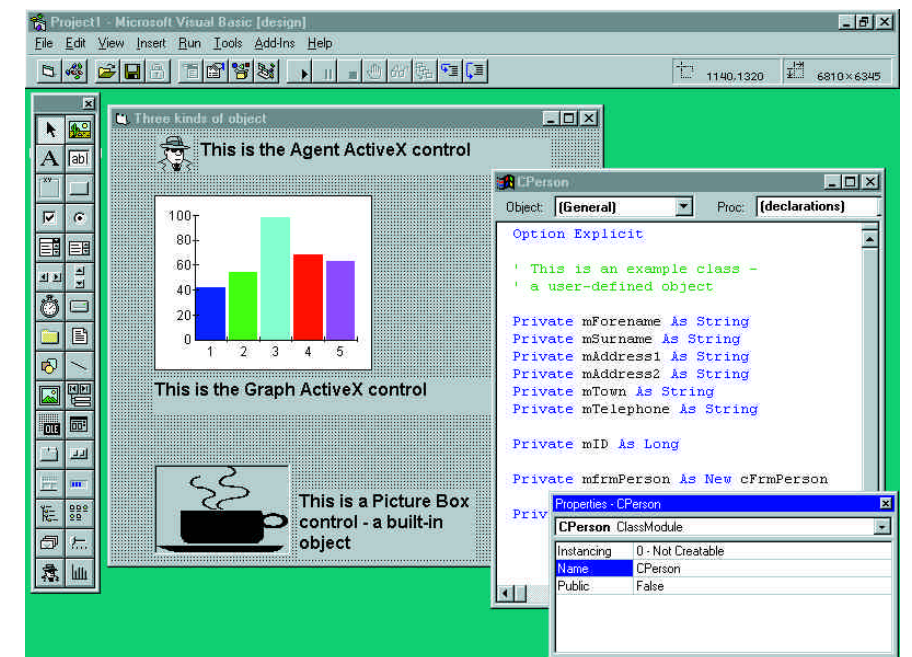 Project1 - Microsoft Visual Basic [design]
File Edit View Insert Run Tools Add-Ins Help
1140,1320 6810×6345
A ab|
xy
OLE
Three kinds of object
This is the Agent ActiveX control
100
80
60
40
20
0
1 2 3 4 5
This is the Graph ActiveX control
This is a Picture Box
control - a built-in
object
CPerson
Object: (General) Proc: (declarations)
Option Explicit
' This is an example class -
' a user-defined object
Private mForename As String
Private mSurname As String
Private mAddress1 As String
Private mAddress2 As String
Private mTown As String
Private mTelephone As String
Private mID As Long
Private mfrmPerson As New cFrmPerson
Priv
Properties - CPerson
CPerson ClassModule
Instancing 0 - Not Creatable
Name CPerson
Public False